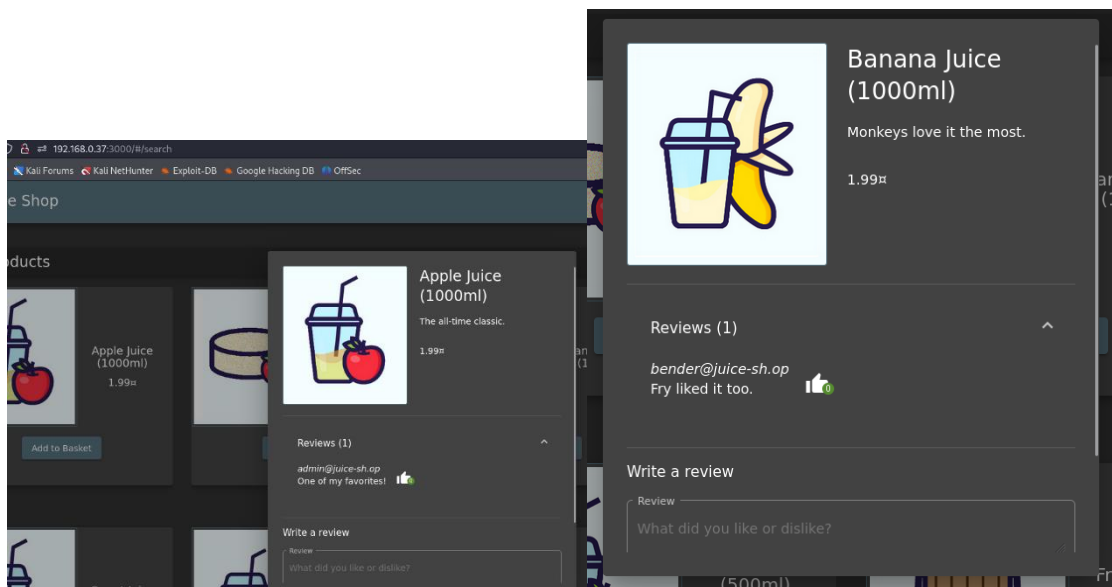 192.168.0.37:3000/#/search
Kali Forums Kali NetHunter Exploit-DB Google Hacking DB OffSec
e Shop
oducts
Apple Juice
(1000ml)
1.99¤
Add to Basket
Apple Juice
(1000ml)
The all-time classic.
1.99¤
Reviews (1)
admin@juice-sh.op
One of my favorites!
0
Write a review
Review
What did you like or dislike?
an
(1
Banana Juice
(1000ml)
Monkeys love it the most.
1.99¤
Reviews (1)
bender@juice-sh.op
Fry liked it too.
0
Write a review
Review
What did you like or dislike?
(500ml)
Fr